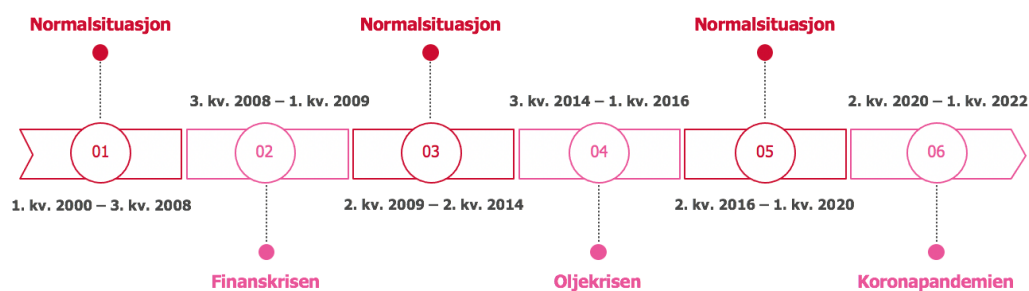 Normalsituasjon
Normalsituasjon
Normalsituasjon
3. kv. 2008 – 1. kv. 2009
3. kv. 2014 – 1. kv. 2016
2. kv. 2020 – 1. kv. 2022
01
02
03
04
05
06
1. kv. 2000 – 3. kv. 2008
2. kv. 2009 – 2. kv. 2014
2. kv. 2016 – 1. kv. 2020
Finanskrisen
Oljekrisen
Koronapandemien